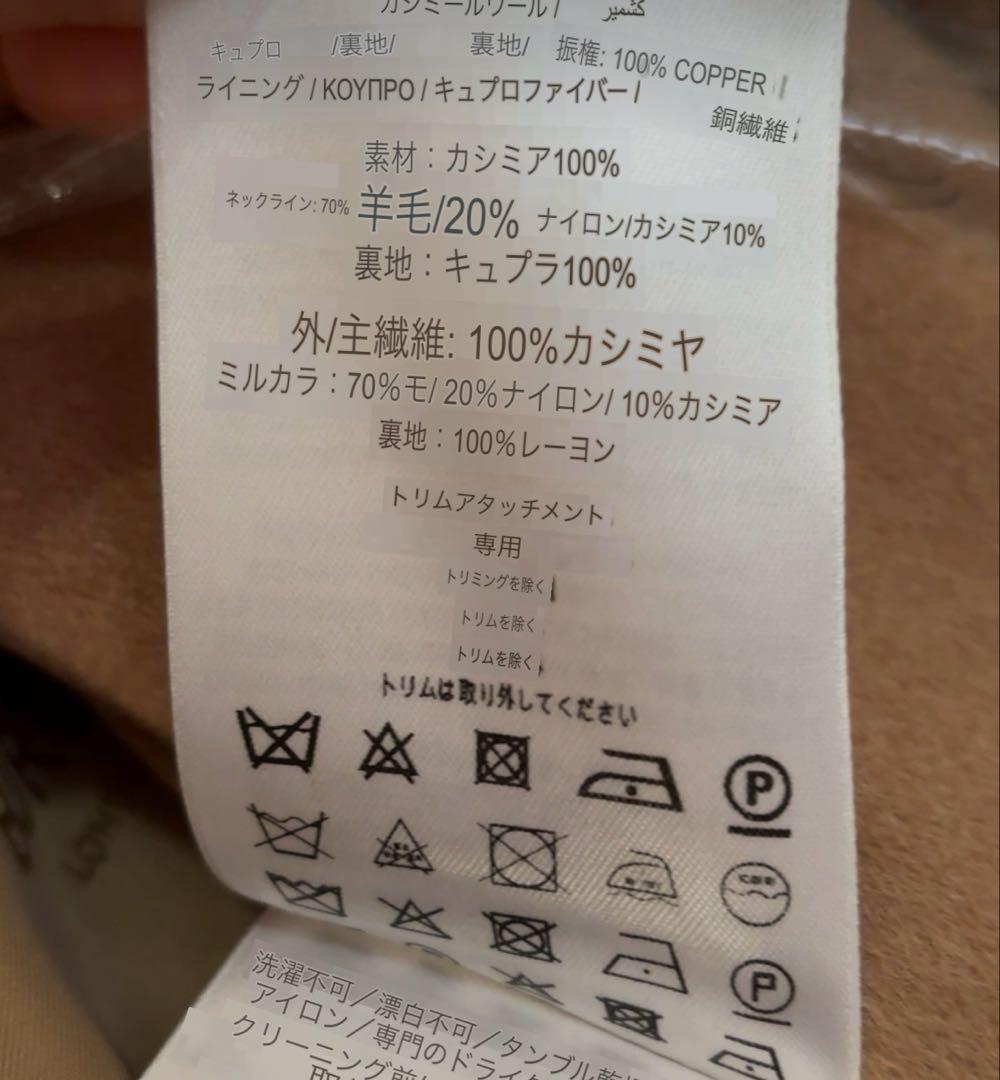 カシミールウール / كشمير
キュプロ /裏地/ 裏地/ 振権: 100% COPPER
ライニング / ΚΟΥΠΡΟ / キュプロファイバー /
銅繊維
素材：カシミア100%
ネックライン: 70% 羊毛/20% ナイロン/カシミア10%
裏地：キュプラ100%
外/主繊維: 100%カシミヤ
ミルカラ：70%モ/ 20%ナイロン/ 10%カシミア
裏地：100%レーヨン
トリムアタッチメント
専用
トリミングを除く
トリムを除く
トリムを除く
トリムは取り外してください
P
P
洗濯不可／漂白不可／タンブル乾
アイロン／専門のドライ
クリーニング前